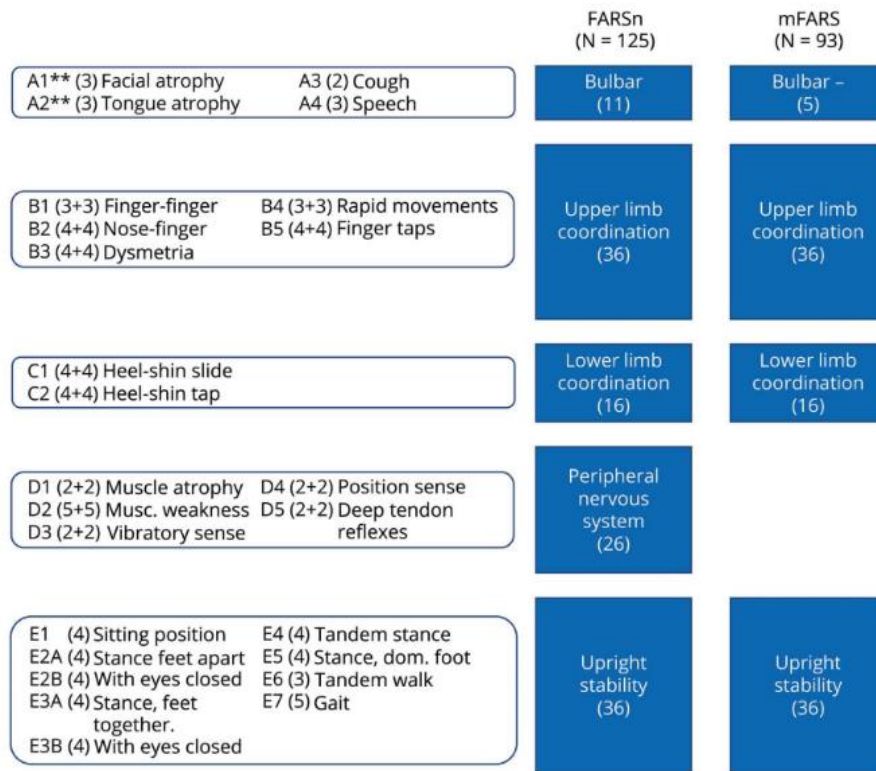 FARSn mFARS
(N = 125) (N = 93)
A1** (3) Facial atrophy A3 (2) Cough
A2** (3) Tongue atrophy A4 (3) Speech
Bulbar
(11)
Bulbar –
(5)
B1 (3+3) Finger-finger B4 (3+3) Rapid movements
B2 (4+4) Nose-finger B5 (4+4) Finger taps
B3 (4+4) Dysmetria
Upper limb
coordination
(36)
Upper limb
coordination
(36)
C1 (4+4) Heel-shin slide
C2 (4+4) Heel-shin tap
Lower limb
coordination
(16)
Lower limb
coordination
(16)
D1 (2+2) Muscle atrophy D4 (2+2) Position sense
D2 (5+5) Musc. weakness D5 (2+2) Deep tendon
D3 (2+2) Vibratory sense reflexes
Peripheral
nervous
system
(26)
E1 (4) Sitting position E4 (4) Tandem stance
E2A (4) Stance feet apart E5 (4) Stance, dom. foot
E2B (4) With eyes closed E6 (3) Tandem walk
E3A (4) Stance, feet E7 (5) Gait
together.
E3B (4) With eyes closed
Upright
stability
(36)
Upright
stability
(36)